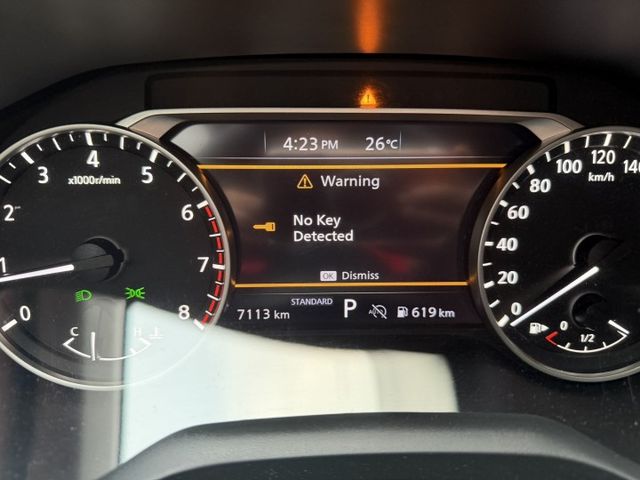 4:23 PM 26°C
Warning
No Key
Detected
OK Dismiss
STANDARD P
7113 km 619 km
0 1 2 3 4 5 6 7 8
x1000r/min
C H
0 20 40 60 80 100 120 140
km/h
0 1/2